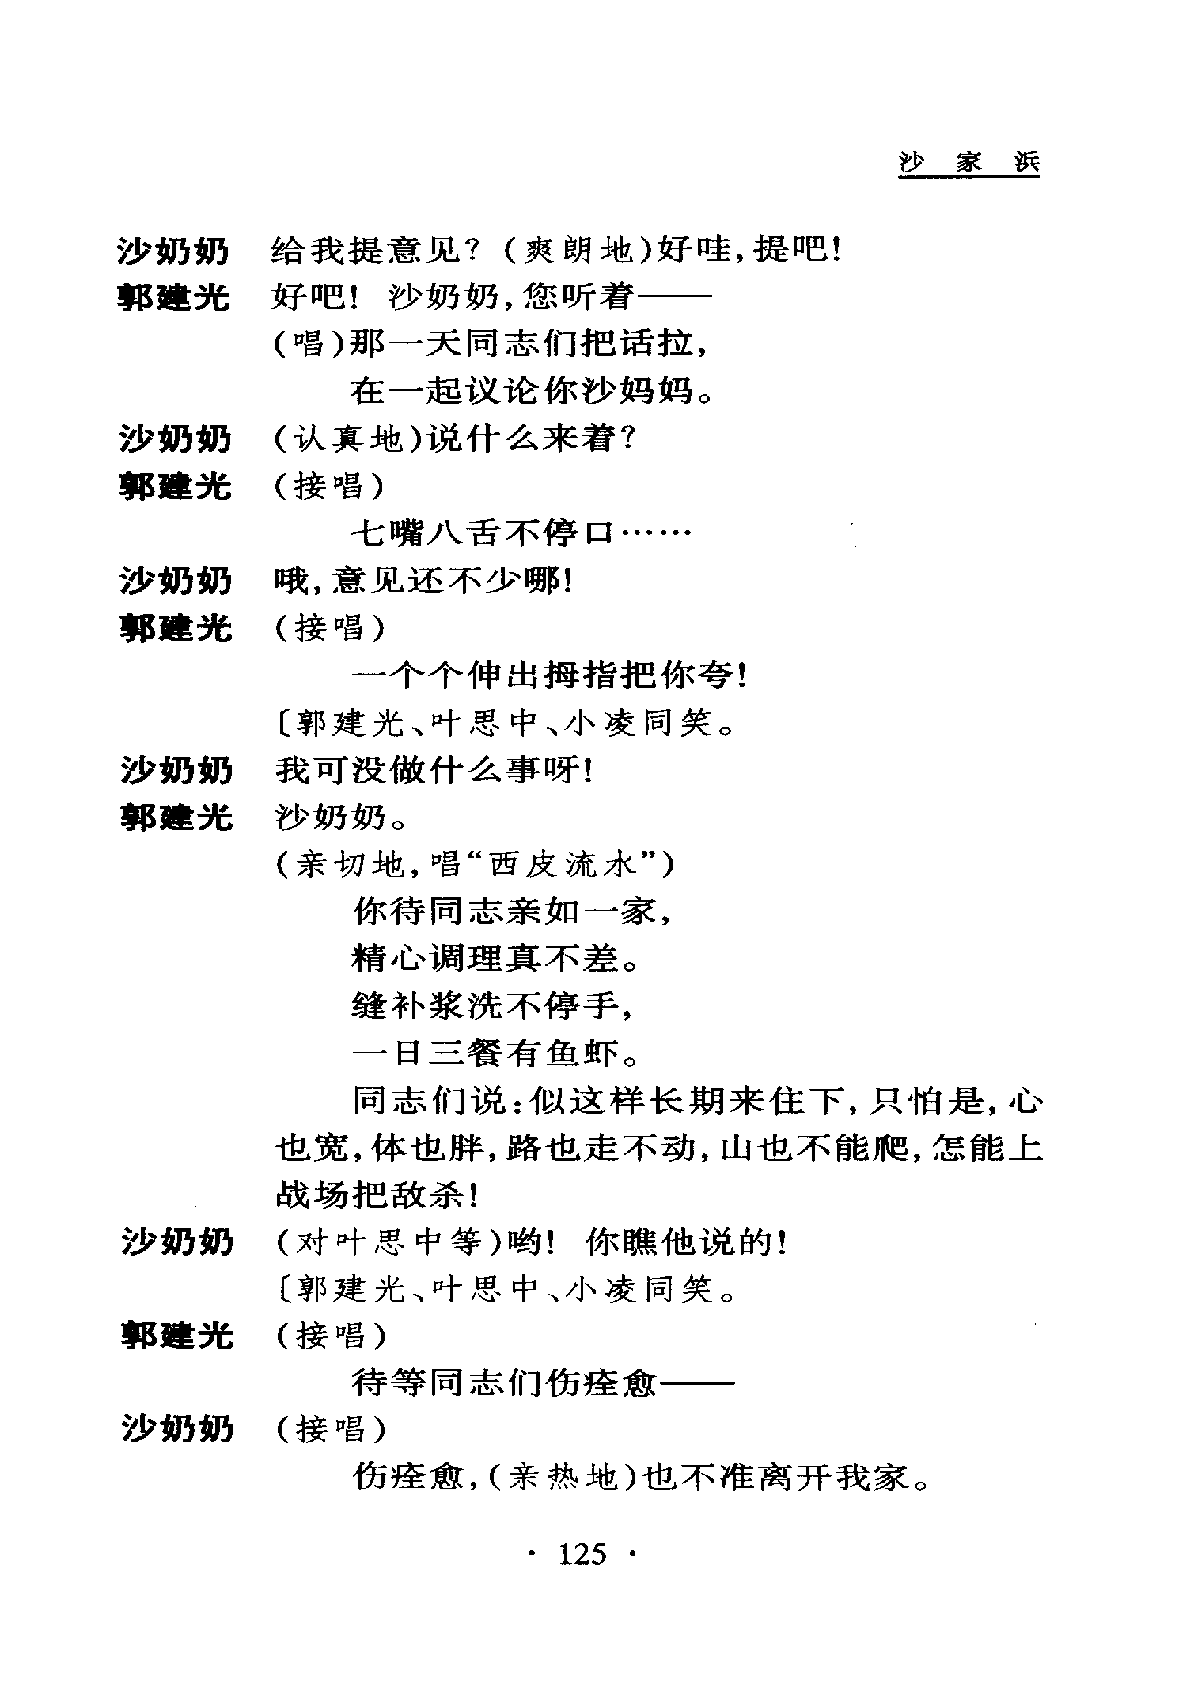 沙 家 浜
沙奶奶 给我提意见？（爽朗地）好哇，提吧！
郭建光 好吧！ 沙奶奶，您听着——
（唱）那一天同志们把话拉，
在一起议论你沙妈妈。
沙奶奶 （认真地）说什么来着？
郭建光 （接唱）
七嘴八舌不停口……
沙奶奶 哦，意见还不少哪！
郭建光 （接唱）
一个个伸出拇指把你夸！
〔郭建光、叶思中、小凌同笑。
沙奶奶 我可没做什么事呀！
郭建光 沙奶奶。
（亲切地，唱“西皮流水”）
你待同志亲如一家，
精心调理真不差。
缝补浆洗不停手，
一日三餐有鱼虾。
同志们说：似这样长期来住下，只怕是，心
也宽，体也胖，路也走不动，山也不能爬，怎能上
战场把敌杀！
沙奶奶 （对叶思中等）哟！ 你瞧他说的！
〔郭建光、叶思中、小凌同笑。
郭建光 （接唱）
待等同志们伤痊愈——
沙奶奶 （接唱）
伤痊愈，（亲热地）也不准离开我家。
· 125 ·